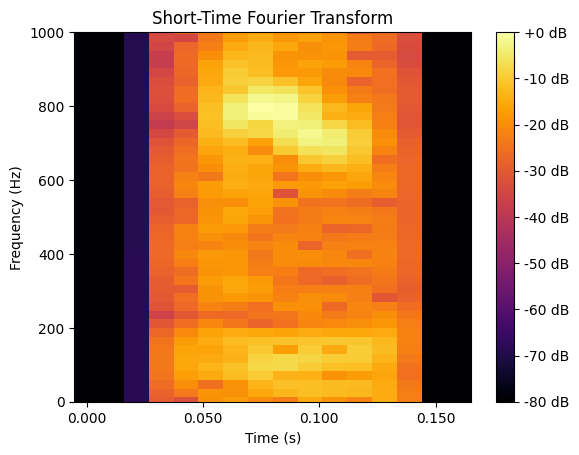 Short-Time Fourier Transform
Frequency (Hz)
1000
800
600
400
200
0
0.000
0.050
0.100
0.150
Time (s)
+0 dB
-10 dB
-20 dB
-30 dB
-40 dB
-50 dB
-60 dB
-70 dB
-80 dB